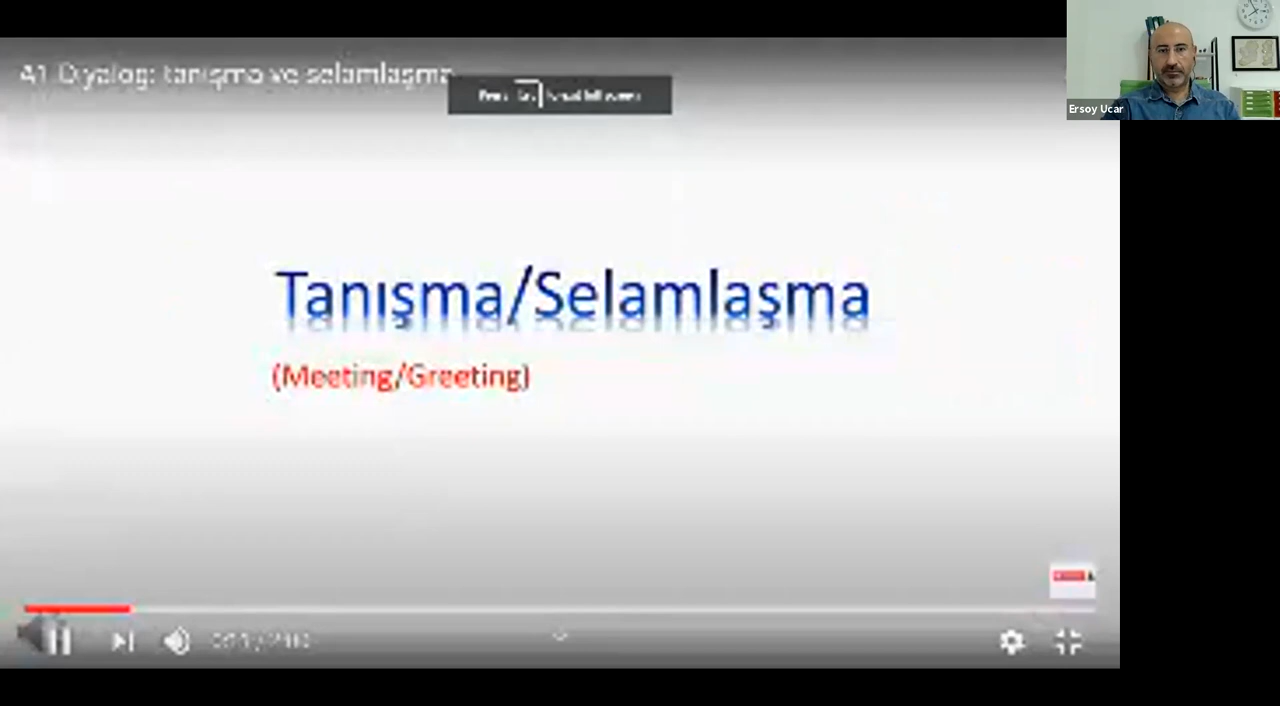 A1 Diyalog: tanışma ve selamlaşma
Ersoy Ucar
Tanışma/Selamlaşma
(Meeting/Greeting)